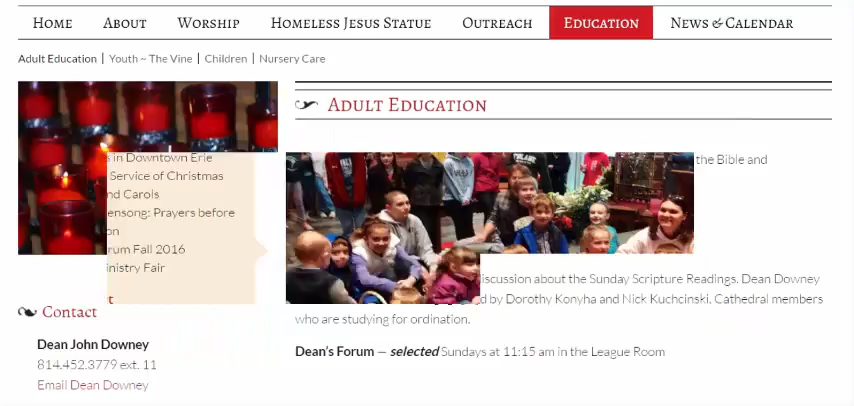 Home About Worship Homeless Jesus Statue Outreach Education News & Calendar
Adult Education | Youth ~ The Vine | Children | Nursery Care
Adult Education
in Downtown Erie
Service of Christmas
nd Carols
ensong: Prayers before
on
rum Fall 2016
inistry Fair
the Bible and
iscussion about the Sunday Scripture Readings. Dean Downey
d by Dorothy Konyha and Nick Kuchcinski, Cathedral members
who are studying for ordination.
Dean's Forum — selected Sundays at 11:15 am in the League Room
Contact
Dean John Downey
814.452.3779 ext. 11
Email Dean Downey